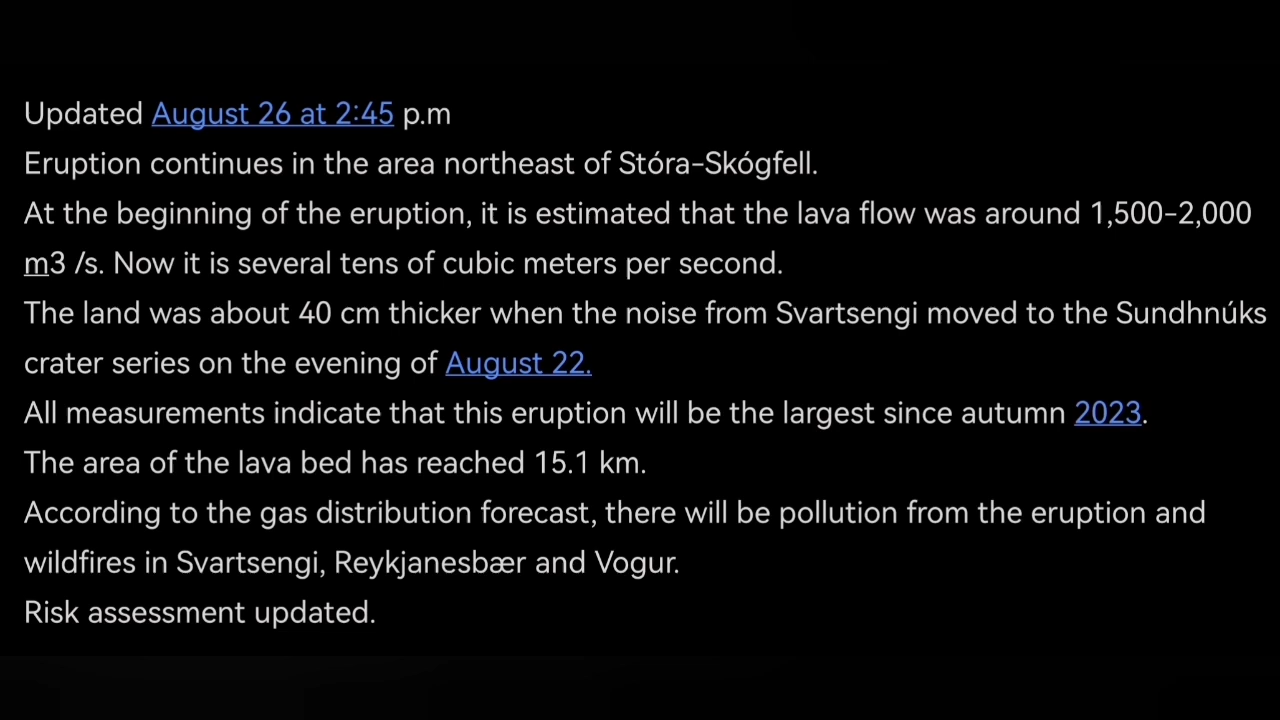 Updated August 26 at 2:45 p.m
Eruption continues in the area northeast of Stóra-Skógfell.
At the beginning of the eruption, it is estimated that the lava flow was around 1,500-2,000
m3 /s. Now it is several tens of cubic meters per second.
The land was about 40 cm thicker when the noise from Svartsengi moved to the Sundhnúks
crater series on the evening of August 22.
All measurements indicate that this eruption will be the largest since autumn 2023.
The area of the lava bed has reached 15.1 km.
According to the gas distribution forecast, there will be pollution from the eruption and
wildfires in Svartsengi, Reykjanesbær and Vogur.
Risk assessment updated.